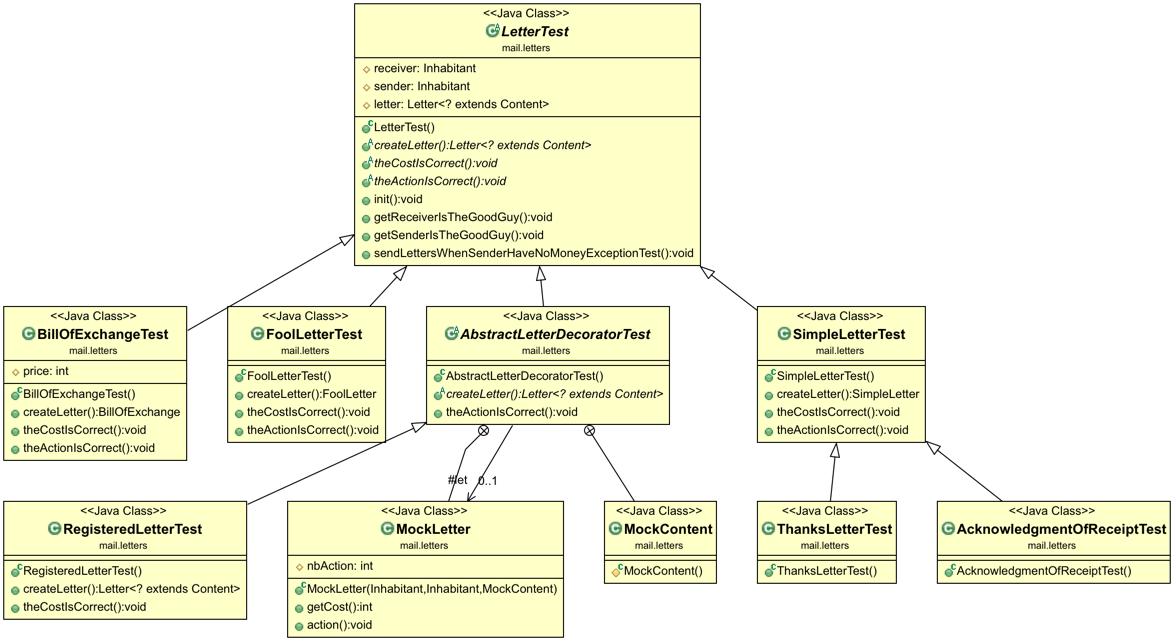 <<Java Class>>
LetterTest
mail.letters
receiver: Inhabitant
sender: Inhabitant
letter: Letter<? extends Content>
LetterTest()
createLetter():Letter<? extends Content>
theCostIsCorrect():void
theActionIsCorrect():void
init():void
getReceiverIsTheGoodGuy():void
getSenderIsTheGoodGuy():void
sendLettersWhenSenderHaveNoMoneyExceptionTest():void
<<Java Class>>
BillOfExchangeTest
mail.letters
price: int
BillOfExchangeTest()
createLetter():BillOfExchange
theCostIsCorrect():void
theActionIsCorrect():void
<<Java Class>>
FoolLetterTest
mail.letters
FoolLetterTest()
createLetter():FoolLetter
theCostIsCorrect():void
theActionIsCorrect():void
<<Java Class>>
AbstractLetterDecoratorTest
mail.letters
AbstractLetterDecoratorTest()
createLetter():Letter<? extends Content>
theActionIsCorrect():void
<<Java Class>>
SimpleLetterTest
mail.letters
SimpleLetterTest()
createLetter():SimpleLetter
theCostIsCorrect():void
theActionIsCorrect():void
#let 0..1
<<Java Class>>
RegisteredLetterTest
mail.letters
RegisteredLetterTest()
createLetter():Letter<? extends Content>
theCostIsCorrect():void
<<Java Class>>
MockLetter
mail.letters
nbAction: int
MockLetter(Inhabitant,Inhabitant,MockContent)
getCost():int
action():void
<<Java Class>>
MockContent
mail.letters
MockContent()
<<Java Class>>
ThanksLetterTest
mail.letters
ThanksLetterTest()
<<Java Class>>
AcknowledgmentOfReceiptTest
mail.letters
AcknowledgmentOfReceiptTest()